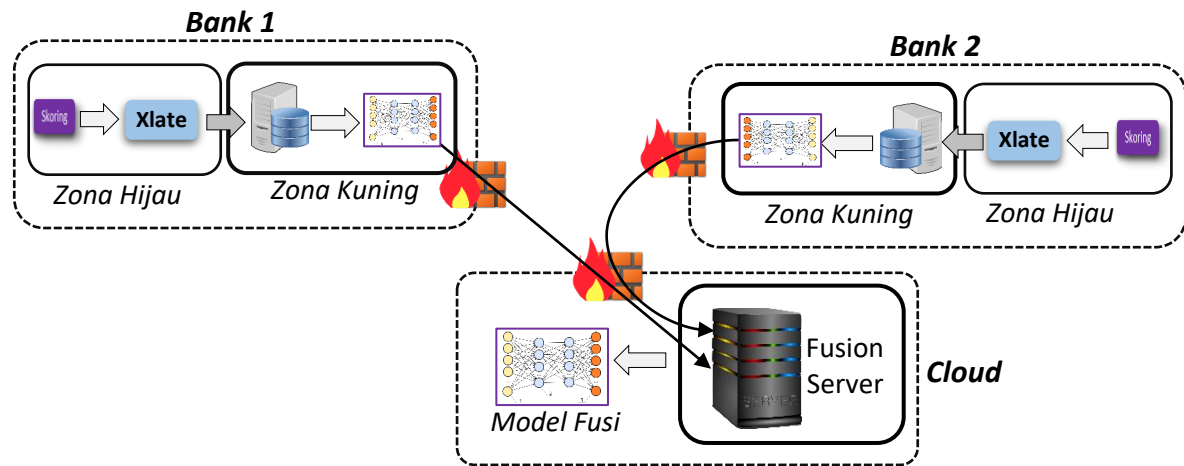 Bank 1
Skoring
Xlate
Zona Hijau
Zona Kuning
Bank 2
Xlate
Skoring
Zona Kuning
Zona Hijau
Fusion
Server
Model Fusi
Cloud